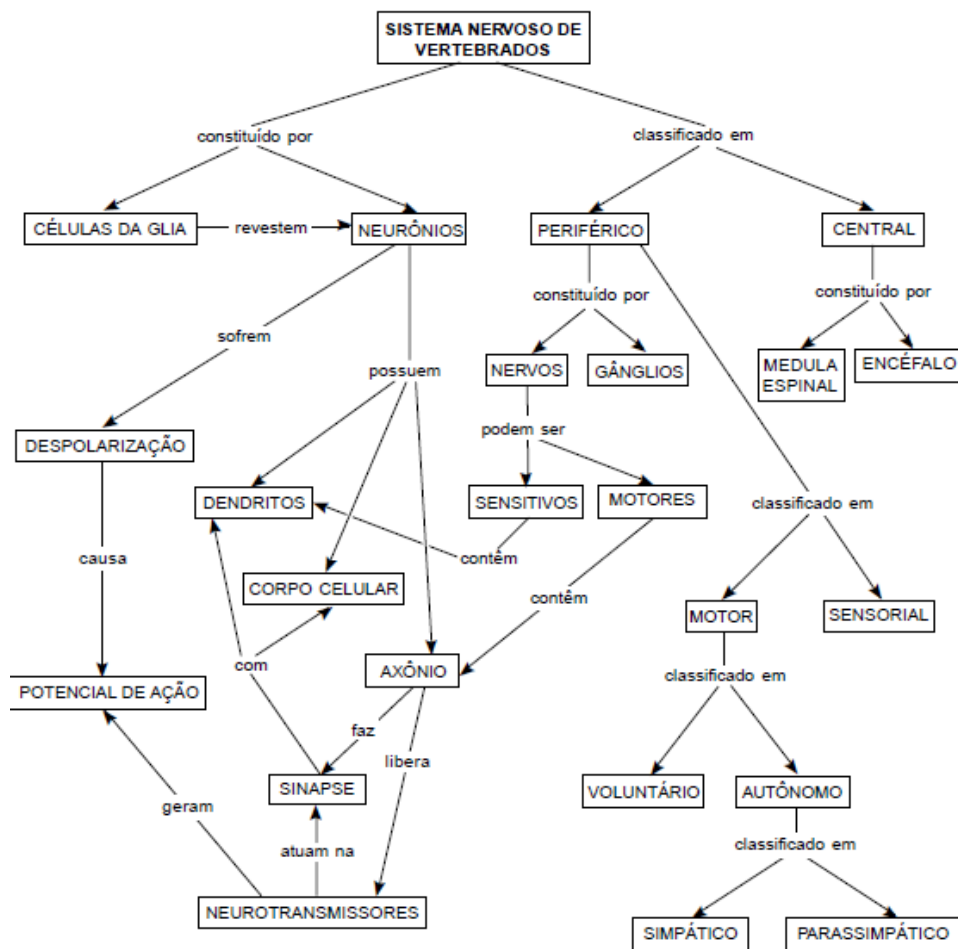 SISTEMA NERVOSO DE
VERTEBRADOS
constituído por
classificado em
CÉLULAS DA GLIA
revestem
NEURÔNIOS
PERIFÉRICO
CENTRAL
constituído por
constituído por
sofrem
possuem
NERVOS
GÂNGLIOS
MEDULA
ESPINAL
ENCÉFALO
podem ser
DESPOLARIZAÇÃO
DENDRITOS
SENSITIVOS
MOTORES
classificado em
causa
contêm
CORPO CELULAR
contêm
MOTOR
SENSORIAL
com
AXÔNIO
classificado em
POTENCIAL DE AÇÃO
faz
libera
SINAPSE
VOLUNTÁRIO
AUTÔNOMO
geram
atuam na
classificado em
NEUROTRANSMISSORES
SIMPÁTICO
PARASSIMPÁTICO